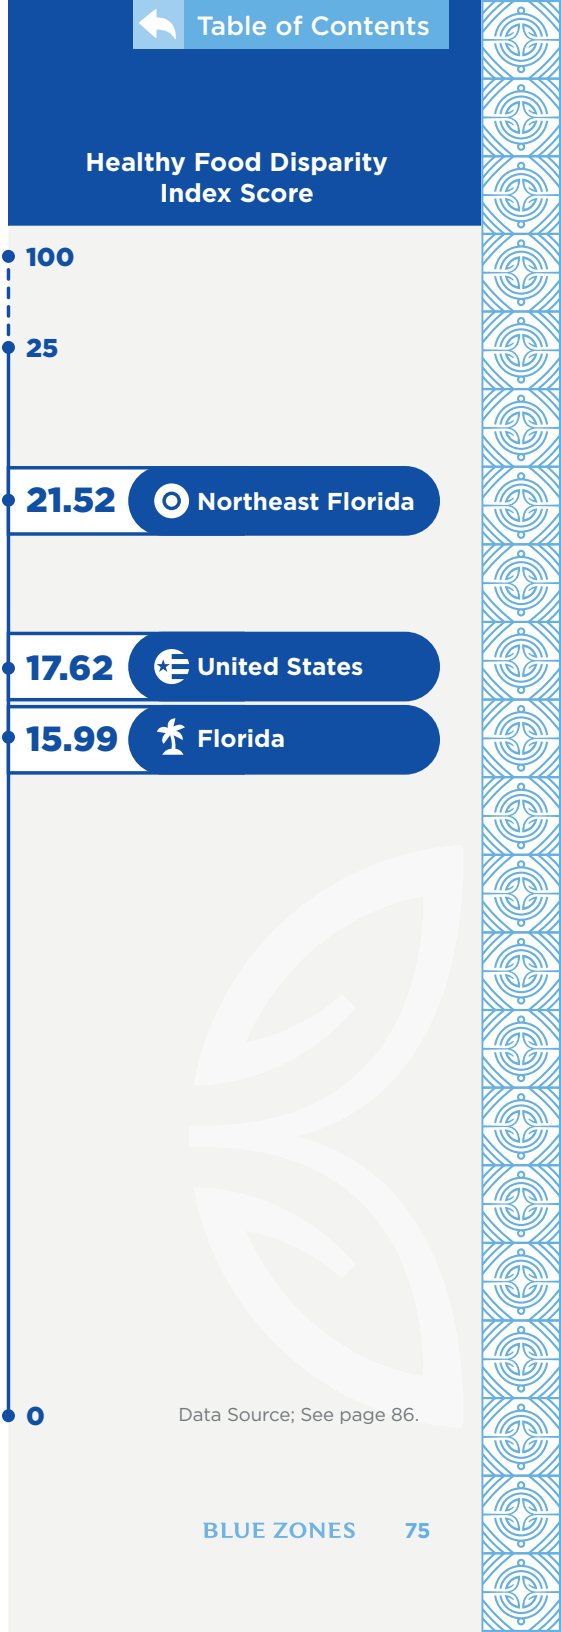 Table of Contents
Healthy Food Disparity
Index Score
100
25
21.52 Northeast Florida
17.62 United States
15.99 Florida
0
Data Source; See page 86.
BLUE ZONES 75